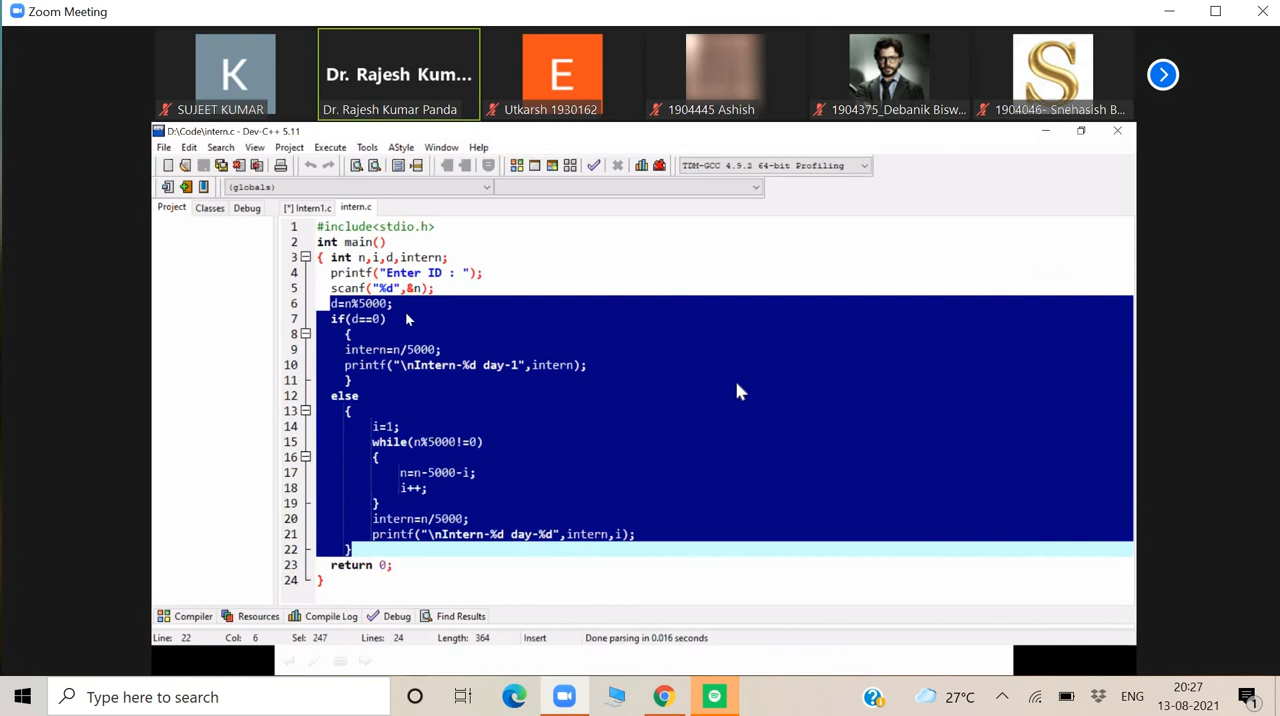 Zoom Meeting
K
Dr. Rajesh Kum...
E
S
SUJEET KUMAR
Dr. Rajesh Kumar Panda
Utkarsh 1930162
1904445 Ashish
1904375_Debanik Bisw...
1904046- Snehasish B...
D:\Code\intern.c - Dev-C++ 5.11
File Edit Search View Project Execute Tools AStyle Window Help
TDM-GCC 4.9.2 64-bit Profiling
(globals)
Project Classes Debug
[*] Intern1.c intern.c
1 #include<stdio.h>
2 int main()
3 { int n,i,d,intern;
4 printf("Enter ID : ");
5 scanf("%d",&n);
6 d=n%5000;
7 if(d==0)
8 {
9 intern=n/5000;
10 printf("\nIntern-%d day-1",intern);
11 }
12 else
13 {
14 i=1;
15 while(n%5000!=0)
16 {
17 n=n-5000-i;
18 i++;
19 }
20 intern=n/5000;
21 printf("\nIntern-%d day-%d",intern,i);
22 }
23 return 0;
24 }
Compiler Resources Compile Log Debug Find Results
Line: 22 Col: 6 Sel: 247 Lines: 24 Length: 364 Insert Done parsing in 0.016 seconds
Type here to search
27°C
ENG
20:27
13-08-2021
1